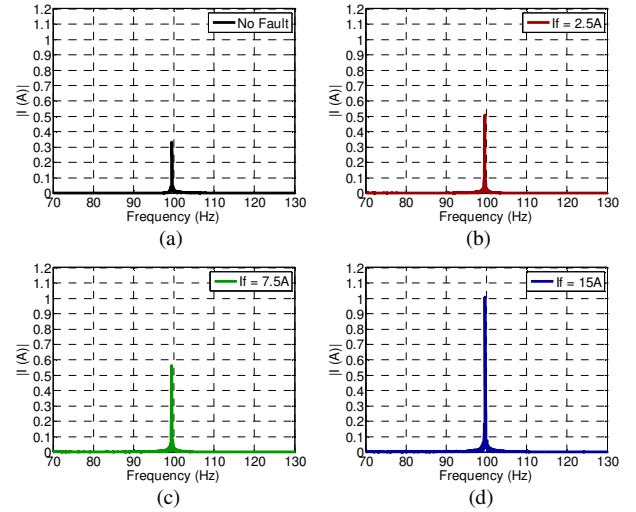 1.2
1.1
1
0.9
0.8
0.7
0.6
0.5
0.4
0.3
0.2
0.1
0
|I (A)|
No Fault
70 80 90 100 110 120 130
Frequency (Hz)
(a)
1.2
1.1
1
0.9
0.8
0.7
0.6
0.5
0.4
0.3
0.2
0.1
0
|I (A)|
If = 2.5A
70 80 90 100 110 120 130
Frequency (Hz)
(b)
1.2
1.1
1
0.9
0.8
0.7
0.6
0.5
0.4
0.3
0.2
0.1
0
|I (A)|
If = 7.5A
70 80 90 100 110 120 130
Frequency (Hz)
(c)
1.2
1.1
1
0.9
0.8
0.7
0.6
0.5
0.4
0.3
0.2
0.1
0
|I (A)|
If = 15A
70 80 90 100 110 120 130
Frequency (Hz)
(d)